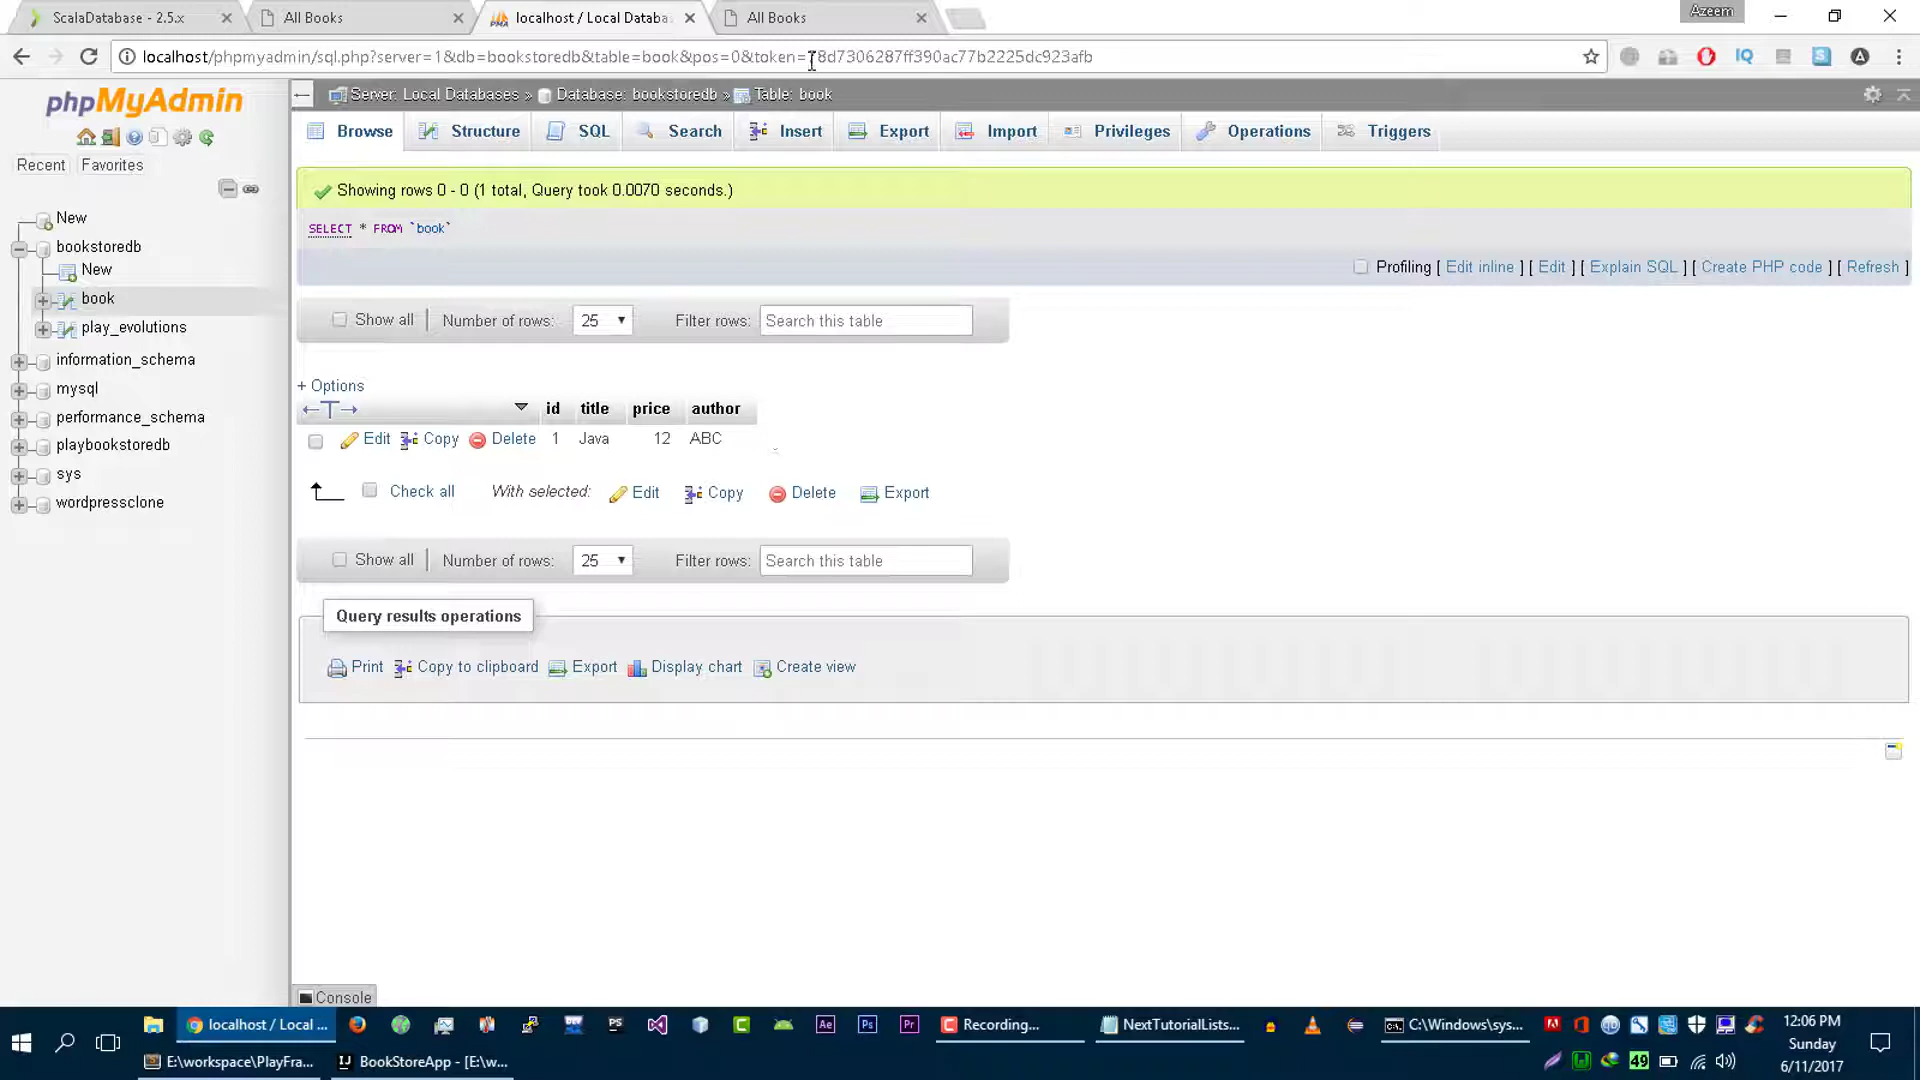 ScalaDatabase - 2.5.x
All Books
localhost / Local Databa
All Books
Azeem
localhost/phpmyadmin/sql.php?server=1&db=bookstoredb&table=book&pos=0&token=78d7306287ff390ac77b2225dc923afb
phpMyAdmin
Server: Local Databases » Database: bookstoredb » Table: book
Browse Structure SQL Search Insert Export Import Privileges Operations Triggers
Recent Favorites
New
bookstoredb
New
book
play_evolutions
information_schema
mysql
performance_schema
playbookstoredb
sys
wordpressclone
Showing rows 0 - 0 (1 total, Query took 0.0070 seconds.)
SELECT * FROM `book`
Profiling [ Edit inline ] [ Edit ] [ Explain SQL ] [ Create PHP code ] [ Refresh ]
Show all Number of rows: 25 Filter rows: Search this table
+ Options
id title price author
Edit Copy Delete 1 Java 12 ABC
Check all With selected: Edit Copy Delete Export
Show all Number of rows: 25 Filter rows: Search this table
Query results operations
Print Copy to clipboard Export Display chart Create view
Console
localhost / Local ...
Recording...
NextTutorialLists...
C:\Windows\sys...
12:06 PM
Sunday
6/11/2017
E:\workspace\PlayFra...
BookStoreApp - [E:\w...
49